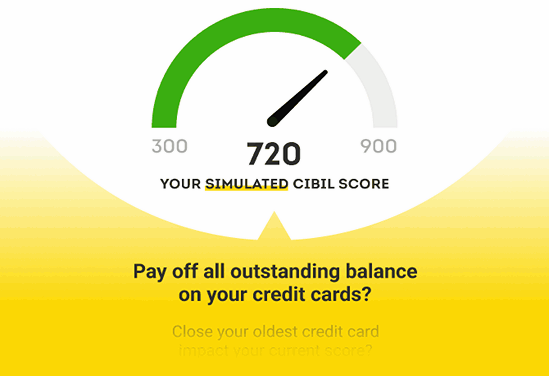 300
720
900
YOUR SIMULATED CIBIL SCORE
Pay off all outstanding balance
on your credit cards?
Close your oldest credit card
impact your current score?